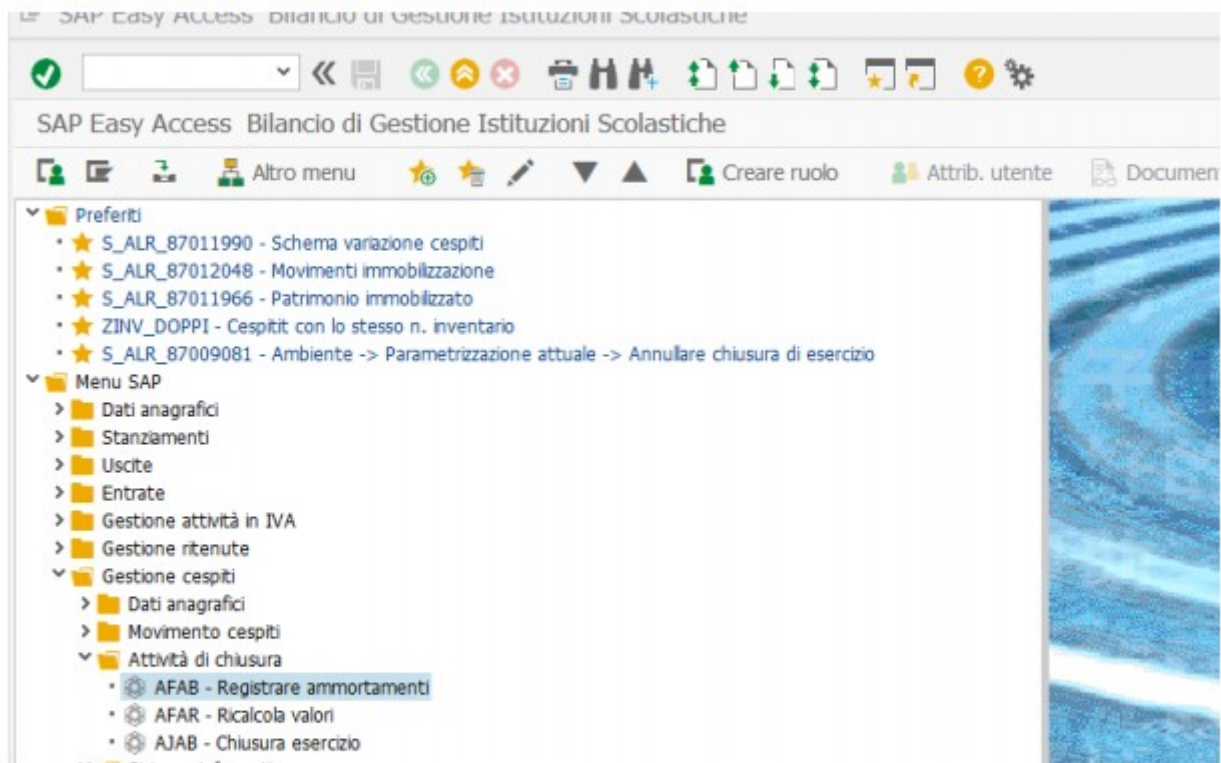 SAP Easy Access Bilancio di Gestione Istituzioni Scolastiche
SAP Easy Access Bilancio di Gestione Istituzioni Scolastiche
Altro menu Creare ruolo Attrib. utente Documen
Preferiti
S_ALR_87011990 - Schema variazione cespiti
S_ALR_87012048 - Movimenti immobilizzazione
S_ALR_87011966 - Patrimonio immobilizzato
ZINV_DOPPI - Cespitit con lo stesso n. inventario
S_ALR_87009081 - Ambiente -> Parametrizzazione attuale -> Annullare chiusura di esercizio
Menu SAP
Dati anagrafici
Stanziamenti
Uscite
Entrate
Gestione attività in IVA
Gestione ritenute
Gestione cespiti
Dati anagrafici
Movimento cespiti
Attività di chiusura
AFAB - Registrare ammortamenti
AFAR - Ricalcola valori
AJAB - Chiusura esercizio